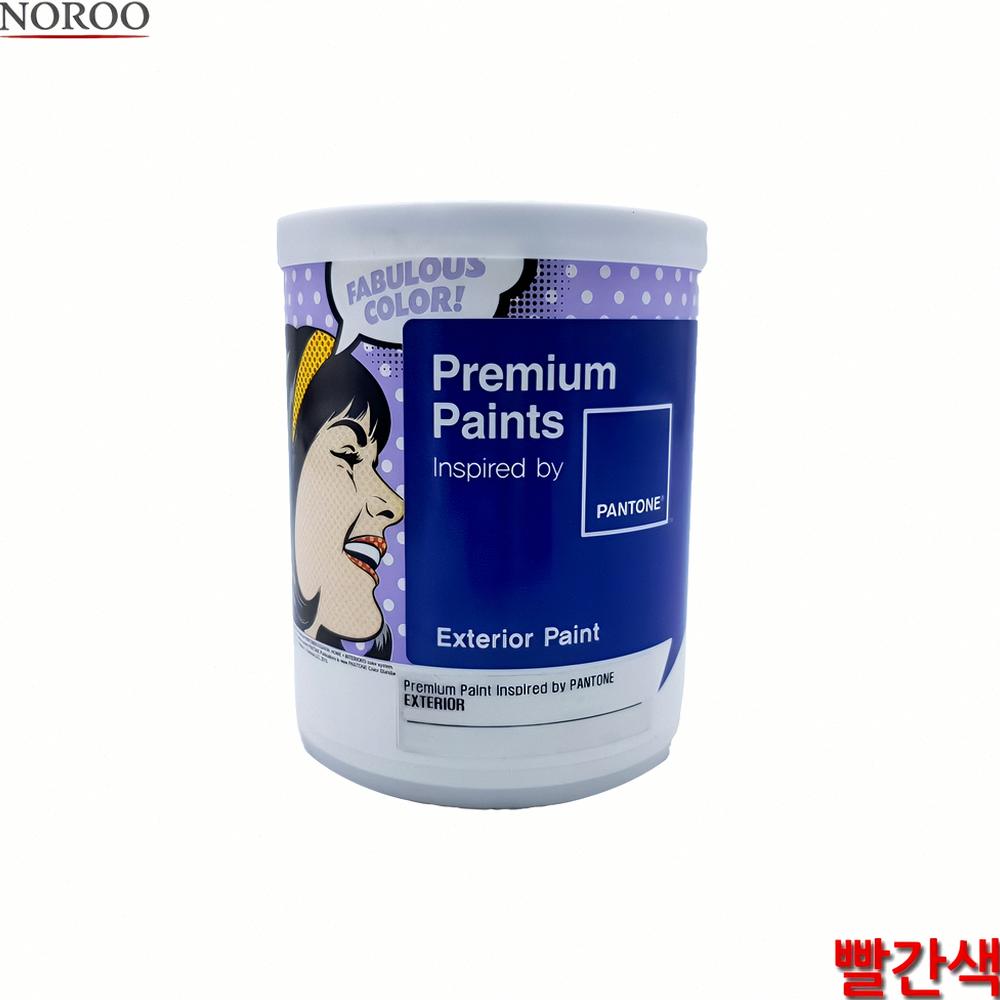 NOROO
FABULOUS
COLOR!
Premium
Paints
Inspired by
PANTONE®
Exterior Paint
Premium Paint Inspired by PANTONE
EXTERIOR
빨간색